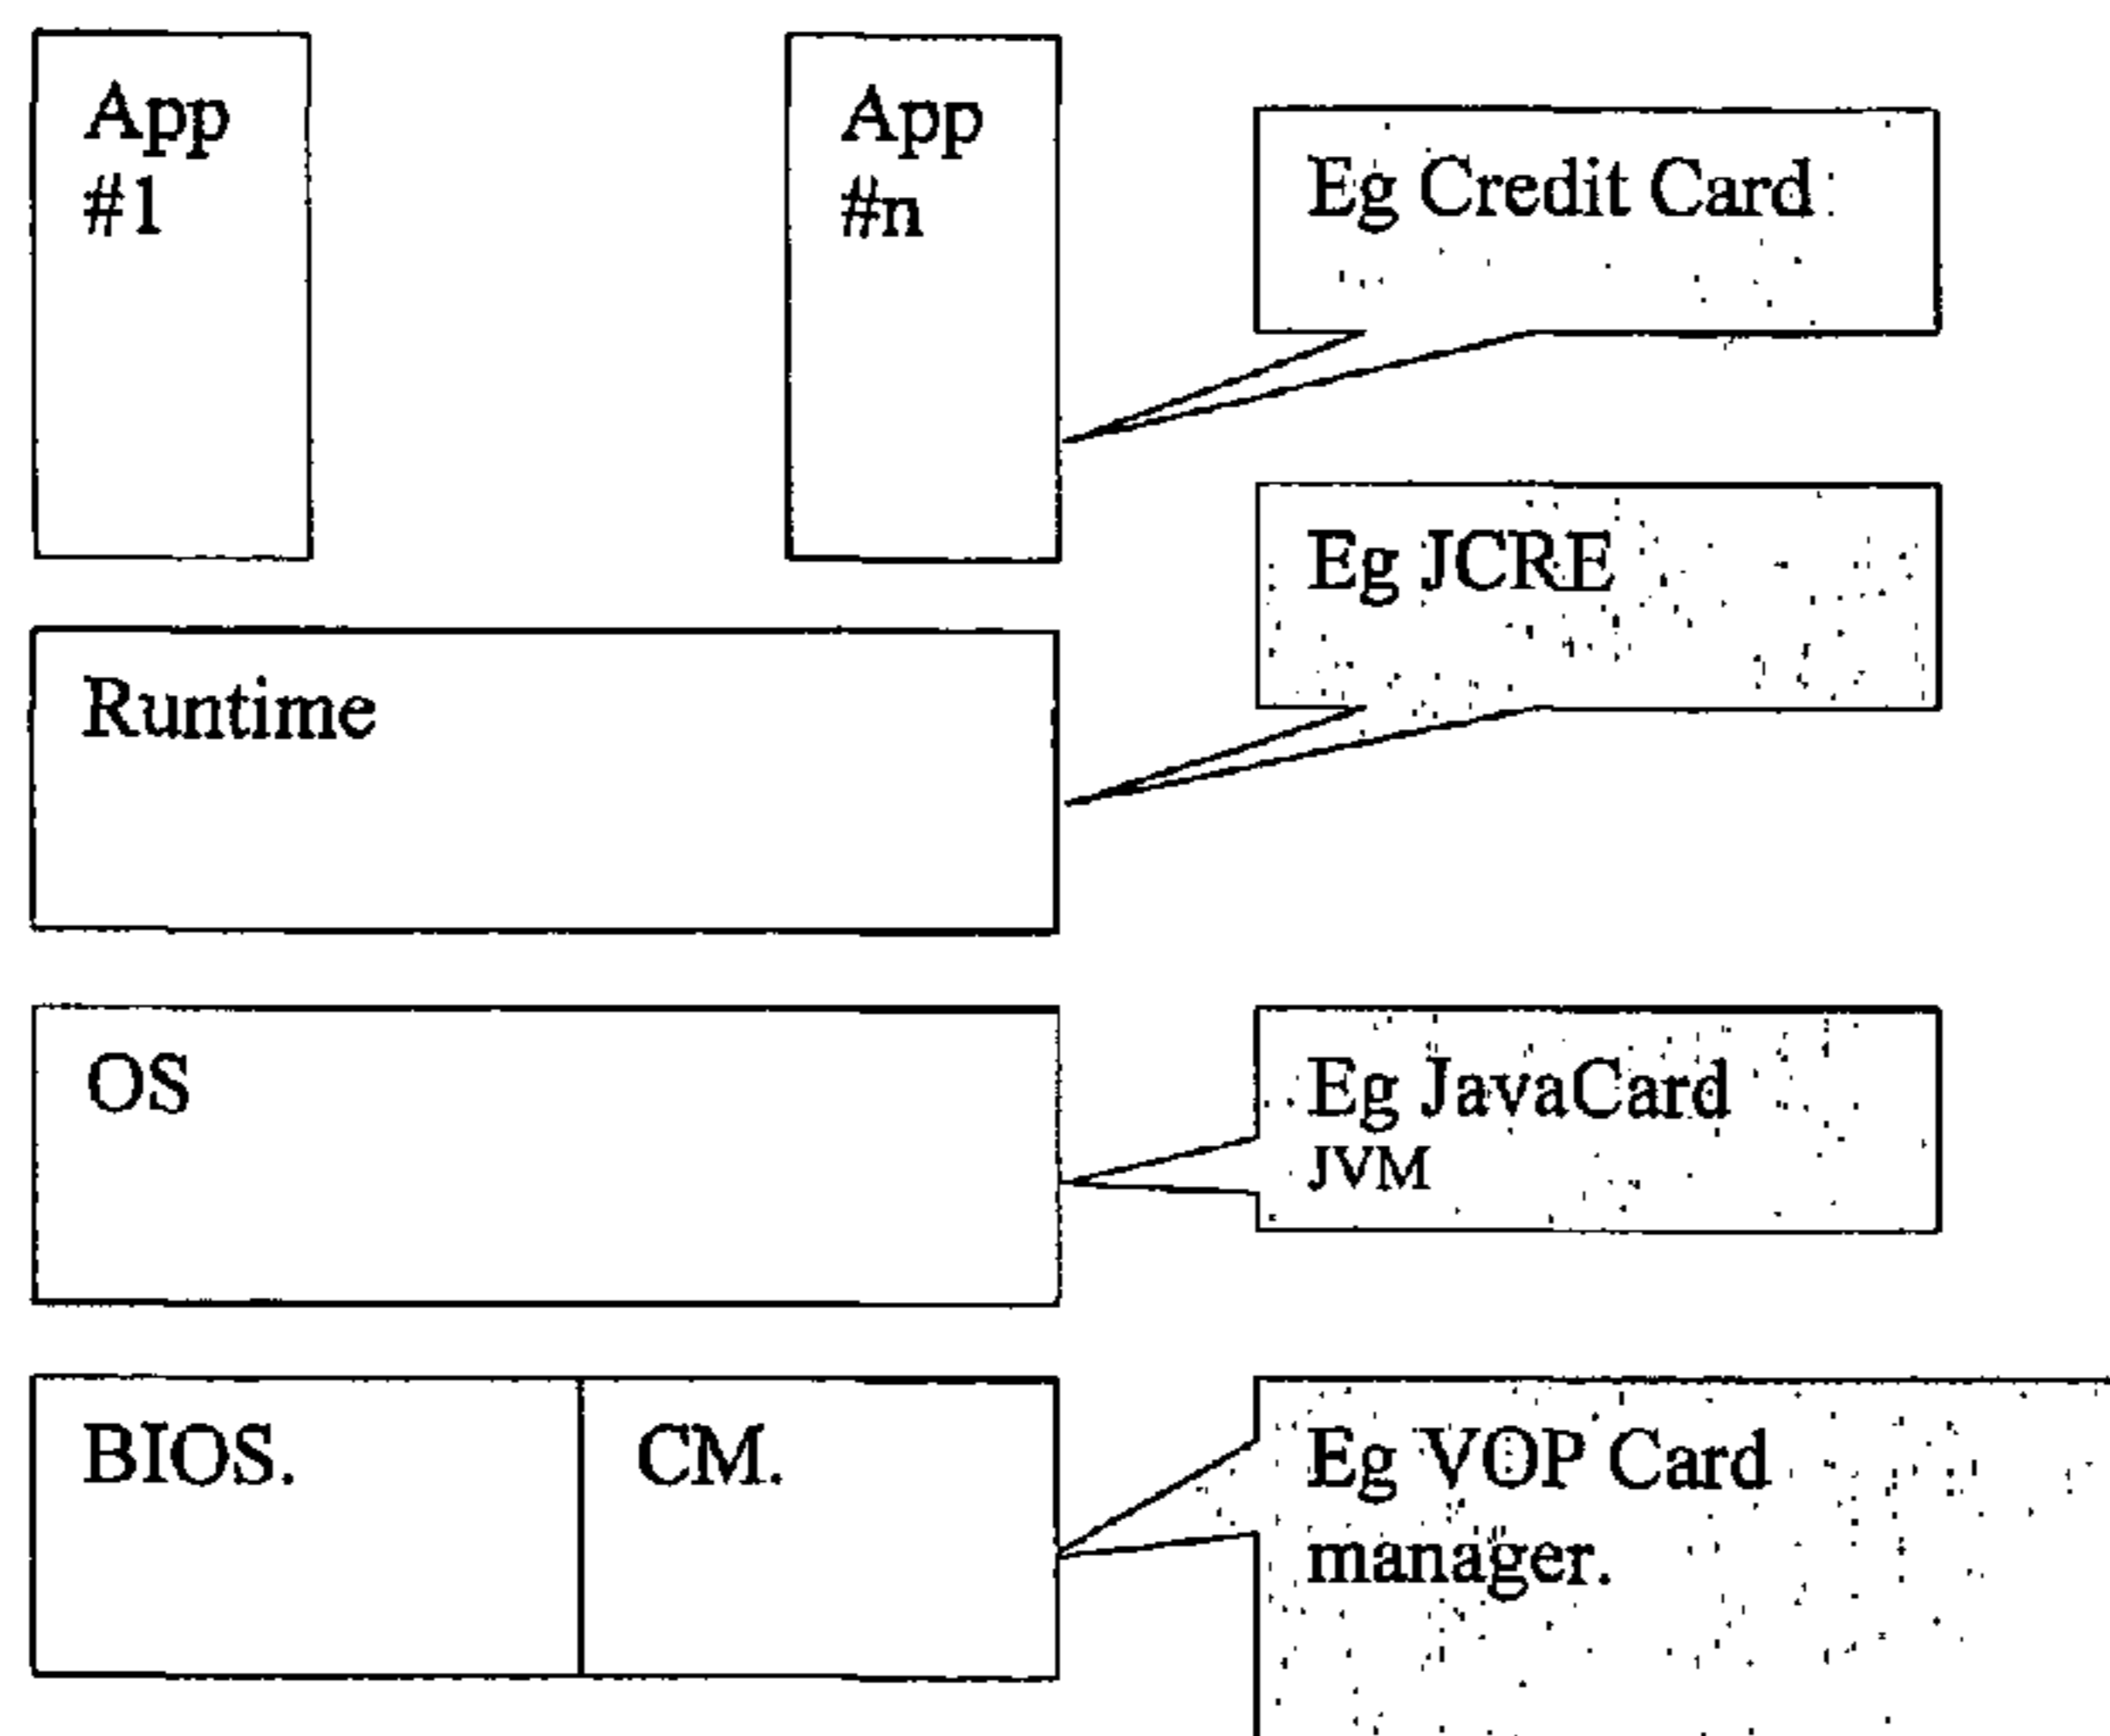 App
#1
App
#n
Eg Credit Card
Eg JCRE
Runtime
OS
Eg JavaCard
JVM
BIOS.
CM.
Eg VOP Card
manager.